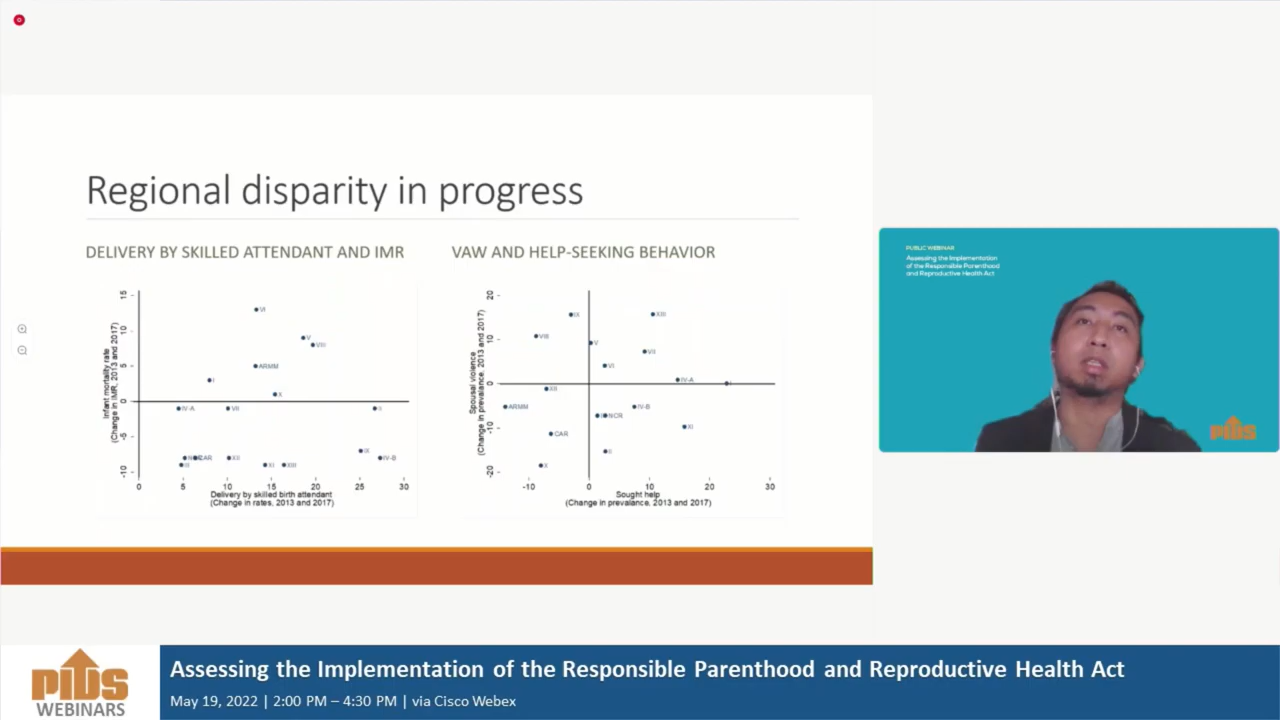 Regional disparity in progress
DELIVERY BY SKILLED ATTENDANT AND IMR
Infant mortality rate
(Change in IMR, 2013 and 2017)
15
10
5
0
-5
-10
VI
V
VIII
ARMM
I
X
IV-A
VII
II
IX
IV-B
CAR
XII
III
XI
XIII
0 5 10 15 20 25 30
Delivery by skilled birth attendant
(Change in rates, 2013 and 2017)
VAW AND HELP-SEEKING BEHAVIOR
Spousal violence
(Change in prevalance, 2013 and 2017)
20
10
0
-10
-20
IX
XIII
VIII
V
VII
VI
IV-A
I
XII
ARMM
IV-B
NCR
XI
CAR
II
X
-10 0 10 20 30
Sought help
(Change in prevalance, 2013 and 2017)
PUBLIC WEBINAR
Assessing the Implementation
of the Responsible Parenthood
and Reproductive Health Act
PIDS
PIDS
WEBINARS
Assessing the Implementation of the Responsible Parenthood and Reproductive Health Act
May 19, 2022 | 2:00 PM – 4:30 PM | via Cisco Webex